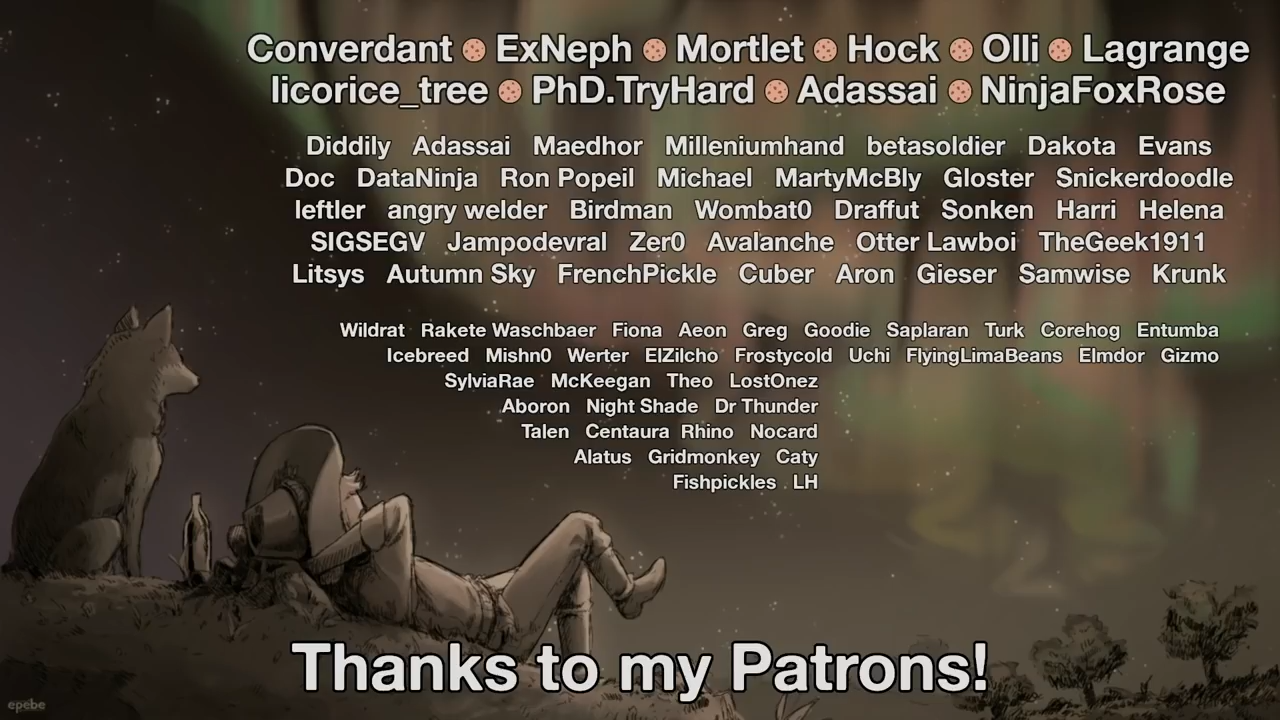 Converdant ExNeph Mortlet Hock Olli Lagrange
licorice_tree PhD.TryHard Adassai NinjaFoxRose
Diddily Adassai Maedhor Milleniumhand betasoldier Dakota Evans
Doc DataNinja Ron Popeil Michael MartyMcBly Gloster Snickerdoodle
leftler angry welder Birdman Wombat0 Draffut Sonken Harri Helena
SIGSEGV Jampodevral Zer0 Avalanche Otter Lawboi TheGeek1911
Litsys Autumn Sky FrenchPickle Cuber Aron Gieser Samwise Krunk
Wildrat Rakete Waschbaer Fiona Aeon Greg Goodie Saplaran Turk Corehog Entumba
Icebreed Mishn0 Werter ElZilcho Frostycold Uchi FlyingLimaBeans Elmdor Gizmo
SylviaRae McKeegan Theo LostOnez
Aboron Night Shade Dr Thunder
Talen Centaura Rhino Nocard
Alatus Gridmonkey Caty
Fishpickles LH
Thanks to my Patrons!
epebe